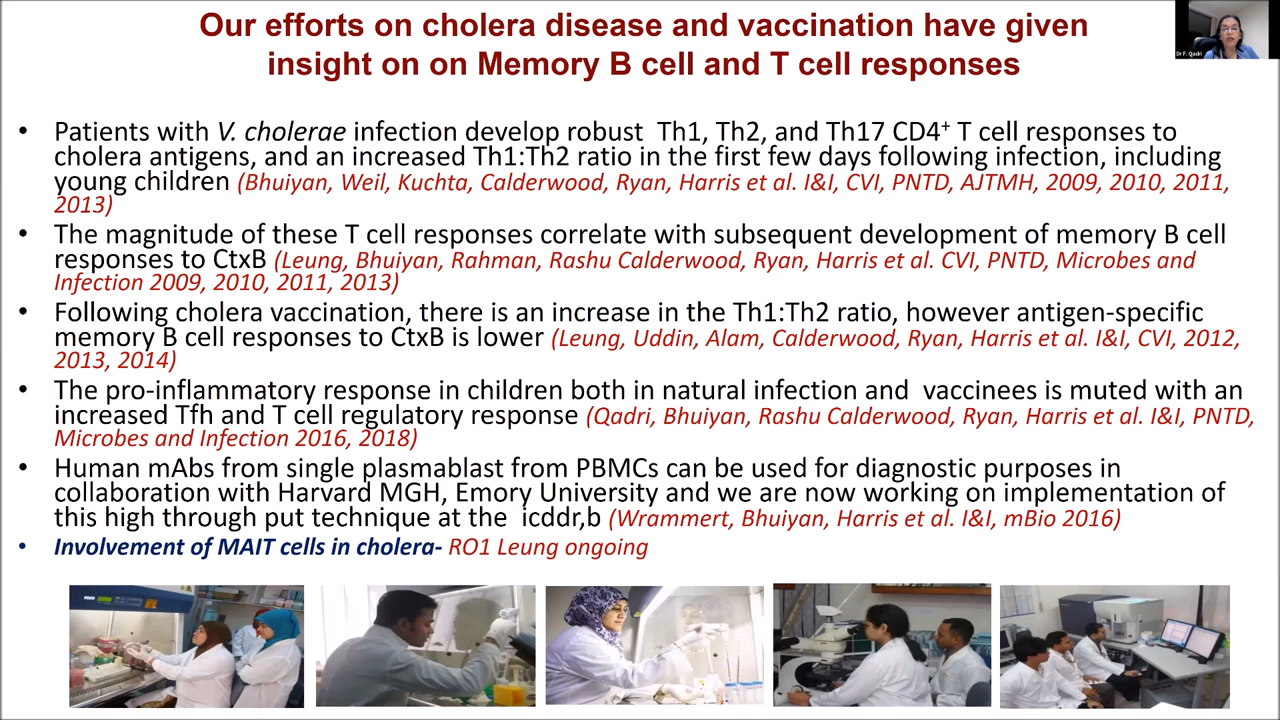 Our efforts on cholera disease and vaccination have given
insight on on Memory B cell and T cell responses
Dr F. Qadri
• Patients with V. cholerae infection develop robust Th1, Th2, and Th17 CD4+ T cell responses to
cholera antigens, and an increased Th1:Th2 ratio in the first few days following infection, including
young children (Bhuiyan, Weil, Kuchta, Calderwood, Ryan, Harris et al. I&I, CVI, PNTD, AJTMH, 2009, 2010, 2011,
2013)
• The magnitude of these T cell responses correlate with subsequent development of memory B cell
responses to CtxB (Leung, Bhuiyan, Rahman, Rashu Calderwood, Ryan, Harris et al. CVI, PNTD, Microbes and
Infection 2009, 2010, 2011, 2013)
• Following cholera vaccination, there is an increase in the Th1:Th2 ratio, however antigen-specific
memory B cell responses to CtxB is lower (Leung, Uddin, Alam, Calderwood, Ryan, Harris et al. I&I, CVI, 2012,
2013, 2014)
• The pro-inflammatory response in children both in natural infection and vaccinees is muted with an
increased Tfh and T cell regulatory response (Qadri, Bhuiyan, Rashu Calderwood, Ryan, Harris et al. I&I, PNTD,
Microbes and Infection 2016, 2018)
• Human mAbs from single plasmablast from PBMCs can be used for diagnostic purposes in
collaboration with Harvard MGH, Emory University and we are now working on implementation of
this high through put technique at the icddr,b (Wrammert, Bhuiyan, Harris et al. I&I, mBio 2016)
• Involvement of MAIT cells in cholera- RO1 Leung ongoing